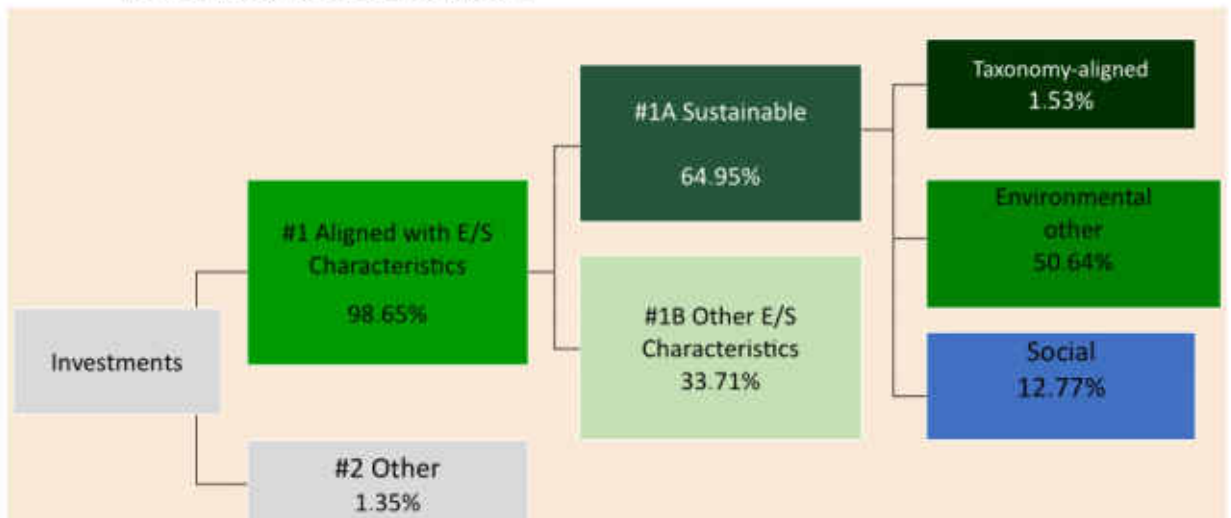 Investments
#1 Aligned with E/S
Characteristics
98.65%
#2 Other
1.35%
#1A Sustainable
64.95%
#1B Other E/S
Characteristics
33.71%
Taxonomy-aligned
1.53%
Environmental
other
50.64%
Social
12.77%